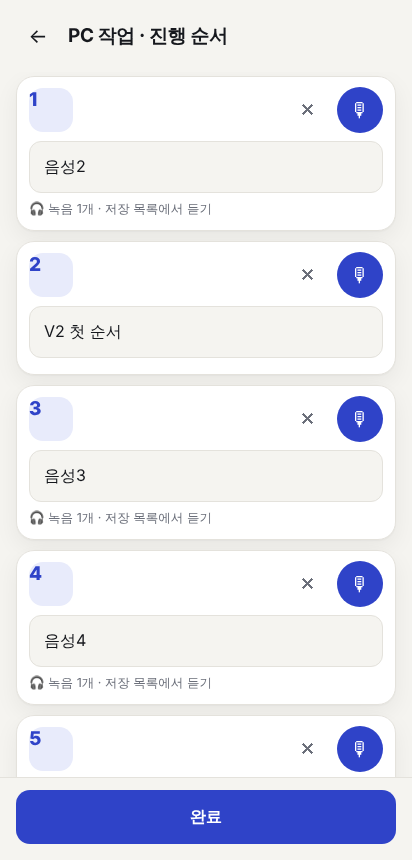 PC 작업 · 진행 순서
1
음성2
녹음 1개 · 저장 목록에서 듣기
2
V2 첫 순서
3
음성3
녹음 1개 · 저장 목록에서 듣기
4
음성4
녹음 1개 · 저장 목록에서 듣기
5
완료